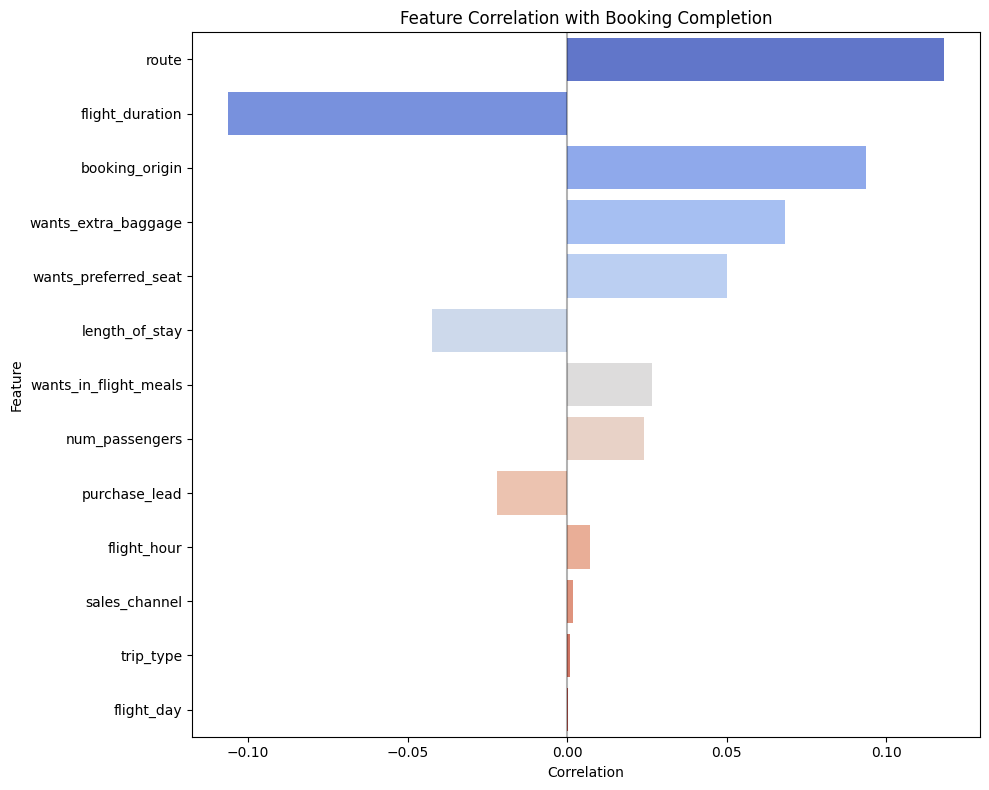 Feature Correlation with Booking Completion
route
flight_duration
booking_origin
wants_extra_baggage
wants_preferred_seat
length_of_stay
wants_in_flight_meals
num_passengers
purchase_lead
flight_hour
sales_channel
trip_type
flight_day
Feature
−0.10 −0.05 0.00 0.05 0.10
Correlation